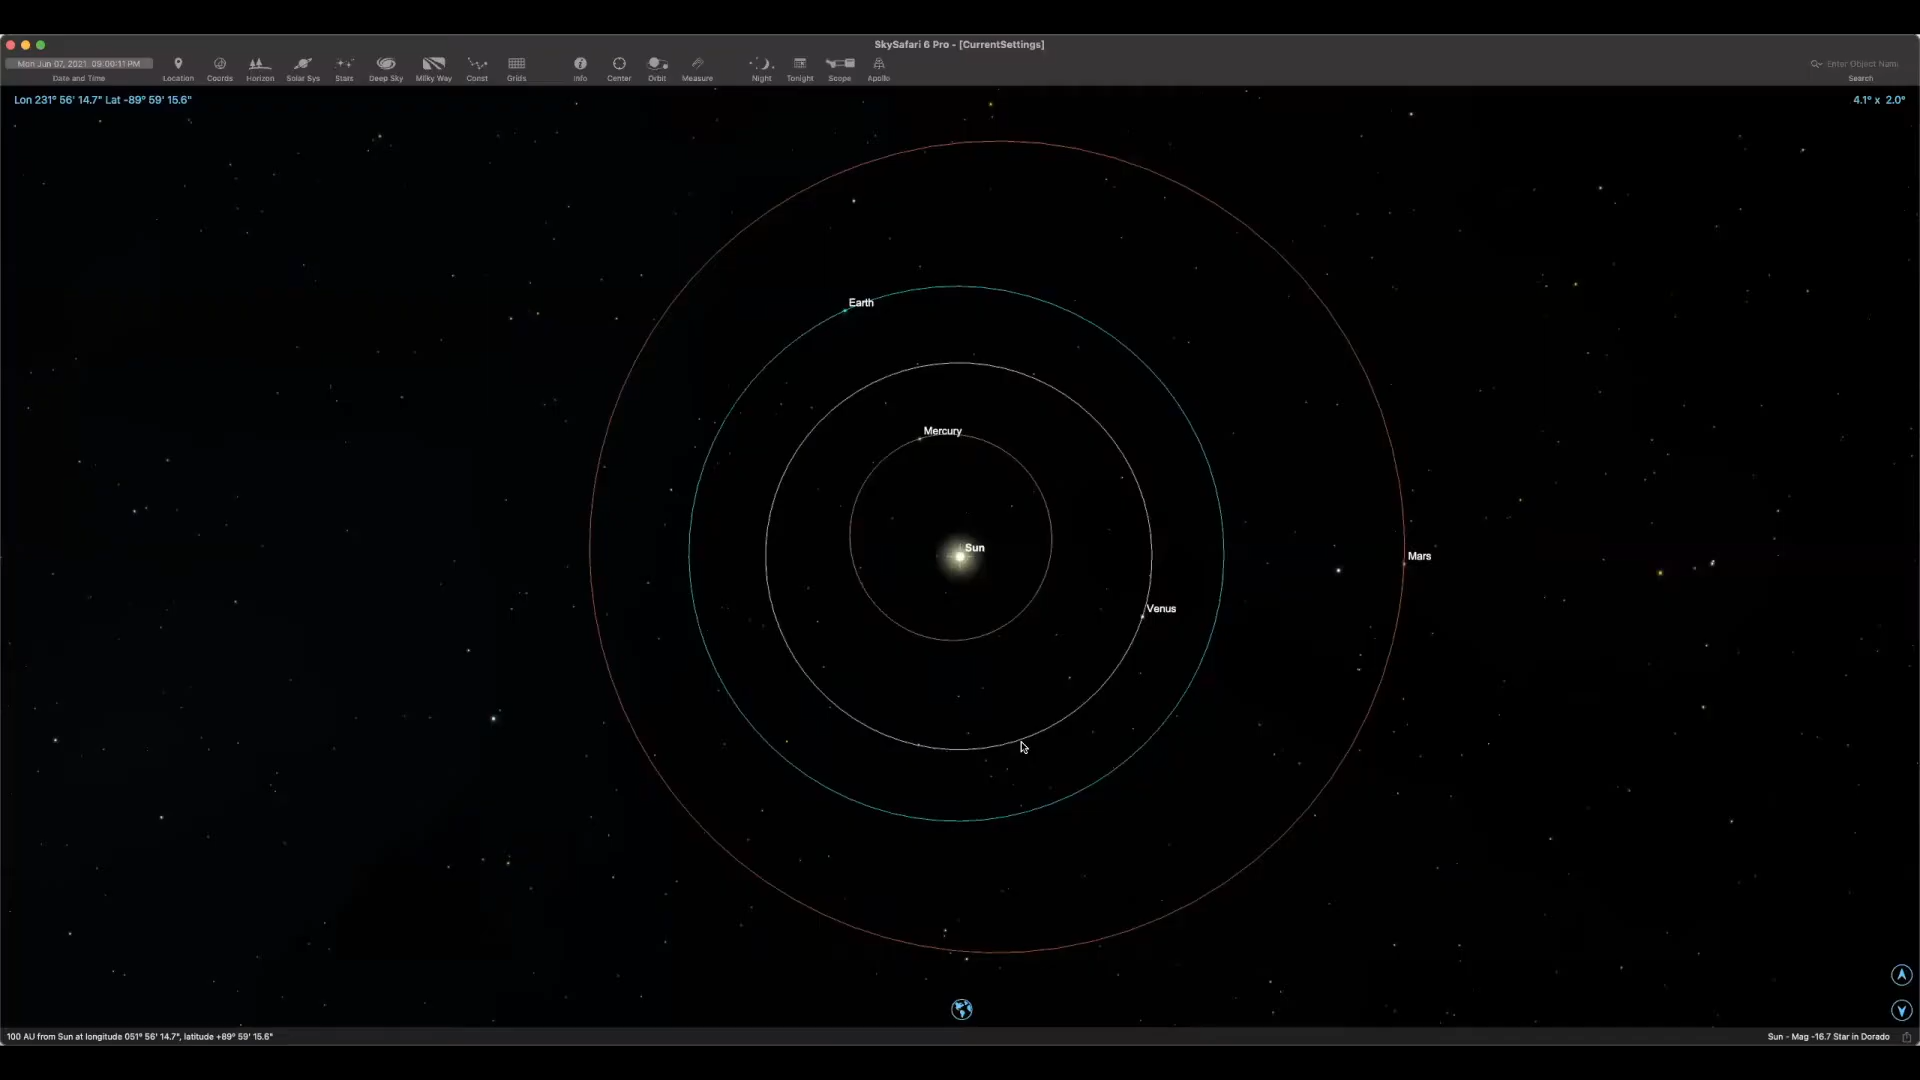 SkySafari 6 Pro - [CurrentSettings]
Mon Jun 07, 2021 09:00:11 PM
Date and Time
Location
Coords
Horizon
Solar Sys
Stars
Deep Sky
Milky Way
Const
Grids
Info
Center
Orbit
Measure
Night
Tonight
Scope
Apollo
Enter Object Nam
Search
Lon 231° 56' 14.7" Lat -89° 59' 15.6"
4.1° x 2.0°
Earth
Mercury
Sun
Mars
Venus
100 AU from Sun at longitude 051° 56' 14.7", latitude +89° 59' 15.6"
Sun - Mag -16.7 Star in Dorado